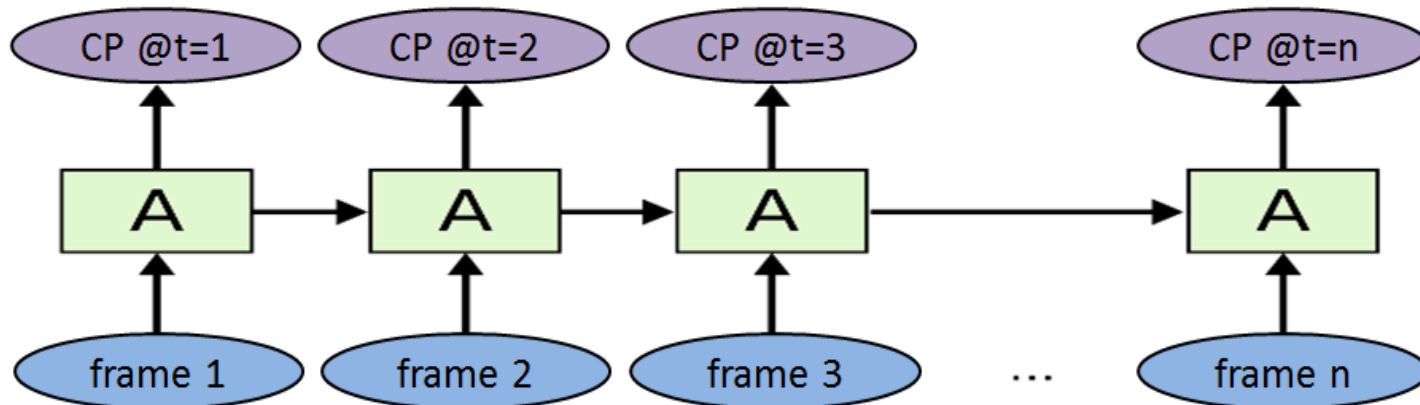 CP @t=1 CP @t=2 CP @t=3 CP @t=n
A A A A
frame 1 frame 2 frame 3 ... frame n